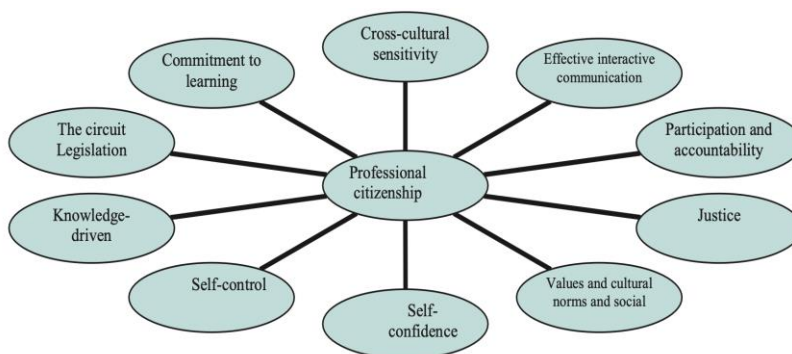 Cross-cultural
sensitivity
Commitment to
learning
Effective interactive
communication
The circuit
Legislation
Participation and
accountability
Professional
citizenship
Knowledge-
driven
Justice
Self-control
Self-
confidence
Values and cultural
norms and social